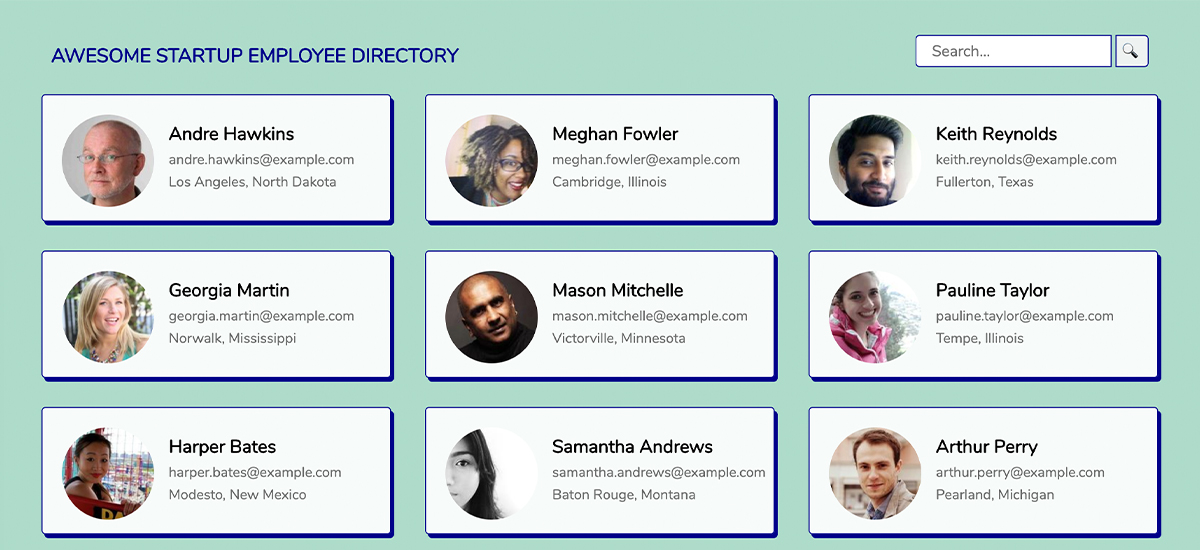 AWESOME STARTUP EMPLOYEE DIRECTORY
Search...
Andre Hawkins
andre.hawkins@example.com
Los Angeles, North Dakota
Meghan Fowler
meghan.fowler@example.com
Cambridge, Illinois
Keith Reynolds
keith.reynolds@example.com
Fullerton, Texas
Georgia Martin
georgia.martin@example.com
Norwalk, Mississippi
Mason Mitchelle
mason.mitchelle@example.com
Victorville, Minnesota
Pauline Taylor
pauline.taylor@example.com
Tempe, Illinois
Harper Bates
harper.bates@example.com
Modesto, New Mexico
Samantha Andrews
samantha.andrews@example.com
Baton Rouge, Montana
Arthur Perry
arthur.perry@example.com
Pearland, Michigan